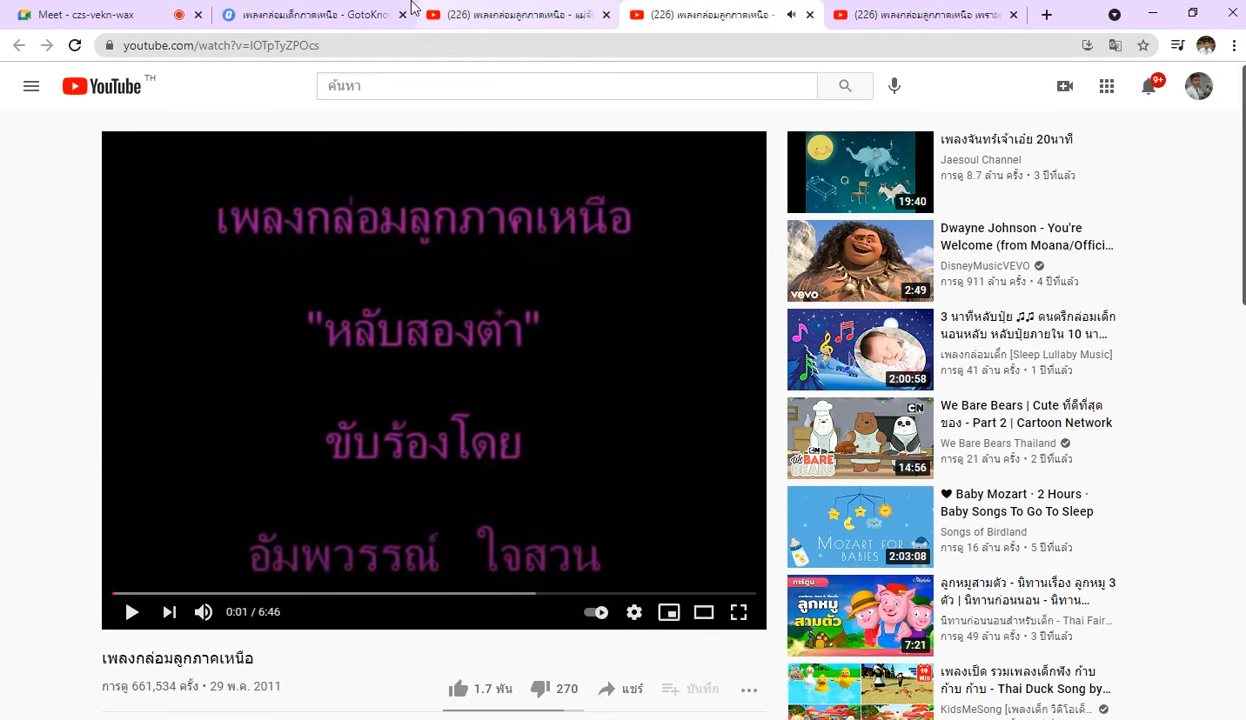 Meet - czs-vekn-wax
เพลงกล่อมเด็กภาคเหนือ - GotoKnow
(226) เพลงกล่อมลูกภาคเหนือ - แม่จั
(226) เพลงกล่อมลูกภาคเหนือ -
(226) เพลงกล่อมลูกภาคเหนือ เพราะ
youtube.com/watch?v=IOTpTyZPOcs
YouTube TH
ค้นหา
9+
เพลงกล่อมลูกภาคเหนือ
"หลับสองต๋า"
ขับร้องโดย
อัมพวรรณ์ ใจสวน
0:01 / 6:46
เพลงกล่อมลูกภาคเหนือ
การดู 661,534 ครั้ง • 29 พ.ค. 2011
1.7 พัน
270
แชร์
บันทึก
19:40
เพลงจันทร์เจ้าเอ๋ย 20นาที
Jaesoul Channel
การดู 8.7 ล้าน ครั้ง • 3 ปีที่แล้ว
vevo
2:49
Dwayne Johnson - You're
Welcome (from Moana/Offici...
DisneyMusicVEVO
การดู 911 ล้าน ครั้ง • 4 ปีที่แล้ว
2:00:58
3 นาทีหลับปุ๋ย ♫♫ ดนตรีกล่อมเด็ก
นอนหลับ หลับปุ๋ยภายใน 10 นา...
เพลงกล่อมเด็ก [Sleep Lullaby Music]
การดู 41 ล้าน ครั้ง • 1 ปีที่แล้ว
CN
WE BARE BEARS
14:56
We Bare Bears | Cute ที่ดีที่สุด
ของ - Part 2 | Cartoon Network
We Bare Bears Thailand
การดู 21 ล้าน ครั้ง • 2 ปีที่แล้ว
MOZART FOR
BABIES
2:03:08
♥ Baby Mozart · 2 Hours ·
Baby Songs To Go To Sleep
Songs of Birdland
การดู 16 ล้าน ครั้ง • 5 ปีที่แล้ว
การ์ตูน
ลูกหมู
สามตัว
7:21
ลูกหมูสามตัว - นิทานเรื่อง ลูกหมู 3
ตัว | นิทานก่อนนอน - นิทาน...
นิทานก่อนนอนสำหรับเด็ก - Thai Fair...
การดู 49 ล้าน ครั้ง • 3 ปีที่แล้ว
19
Min
เพลงเป็ด รวมเพลงเด็กฟัง ก๊าบ
ก๊าบ ก๊าบ - Thai Duck Song by...
KidsMeSong [เพลงเด็ก วิดีโอเด็...